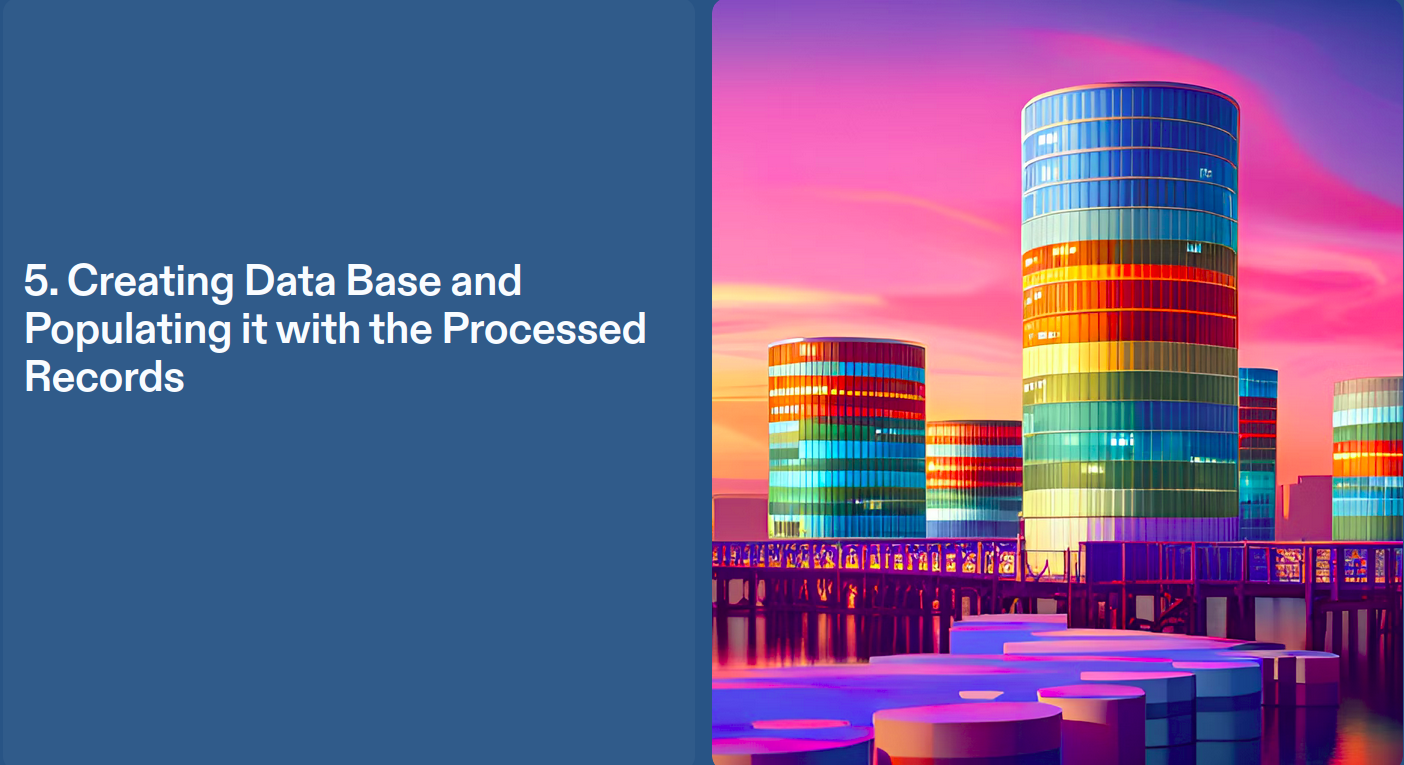 5. Creating Data Base and
Populating it with the Processed
Records